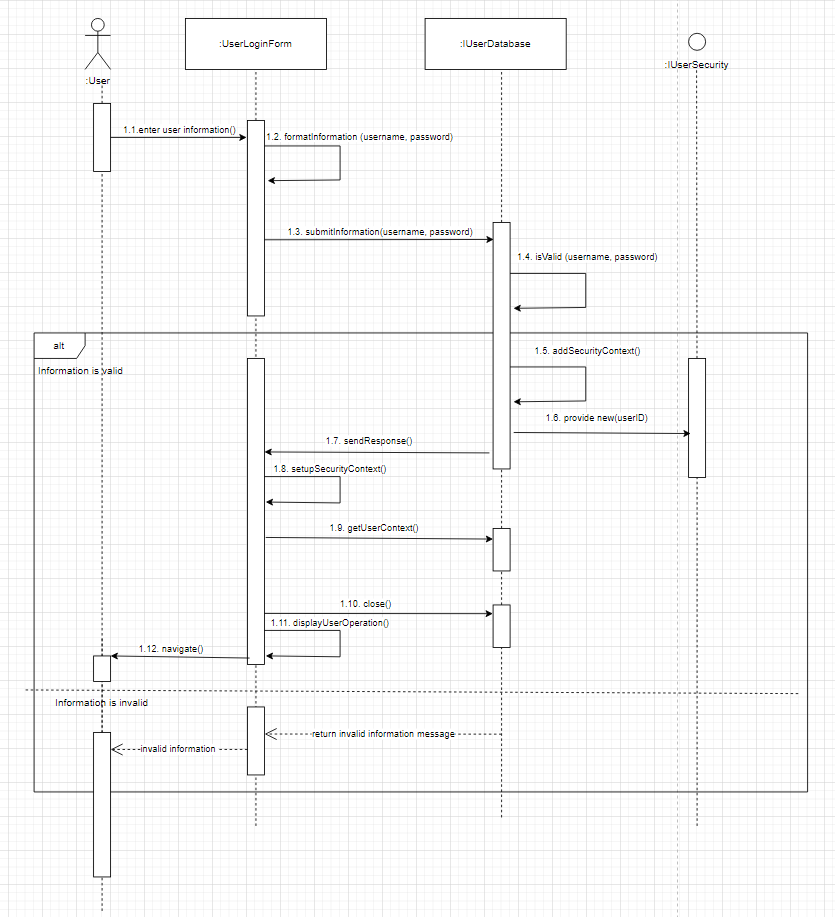 :User
:UserLoginForm
:IUserDatabase
:IUserSecurity
1.1.enter user information()
1.2. formatInformation (username, password)
1.3. submitInformation(username, password)
1.4. isValid (username, password)
alt
Information is valid
1.5. addSecurityContext()
1.6. provide new(userID)
1.7. sendResponse()
1.8. setupSecurityContext()
1.9. getUserContext()
1.10. close()
1.11. displayUserOperation()
1.12. navigate()
Information is invalid
return invalid information message
invalid information